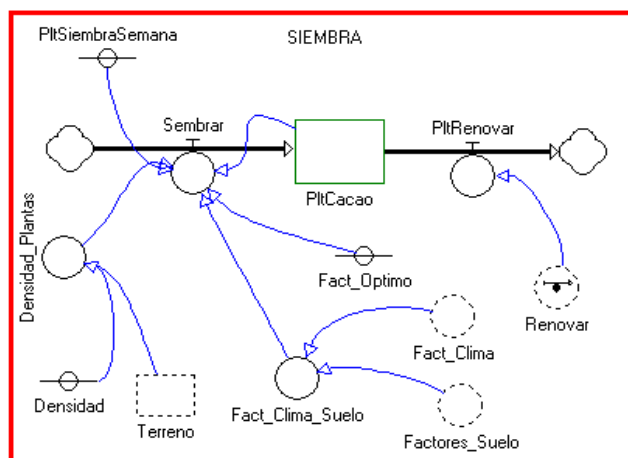 PltSiembraSemana
SIEMBRA
Sembrar
PltRenovar
PltCacao
Densidad_Plantas
Fact_Optimo
Renovar
Fact_Clima
Densidad
Terreno
Fact_Clima_Suelo
Factores_Suelo